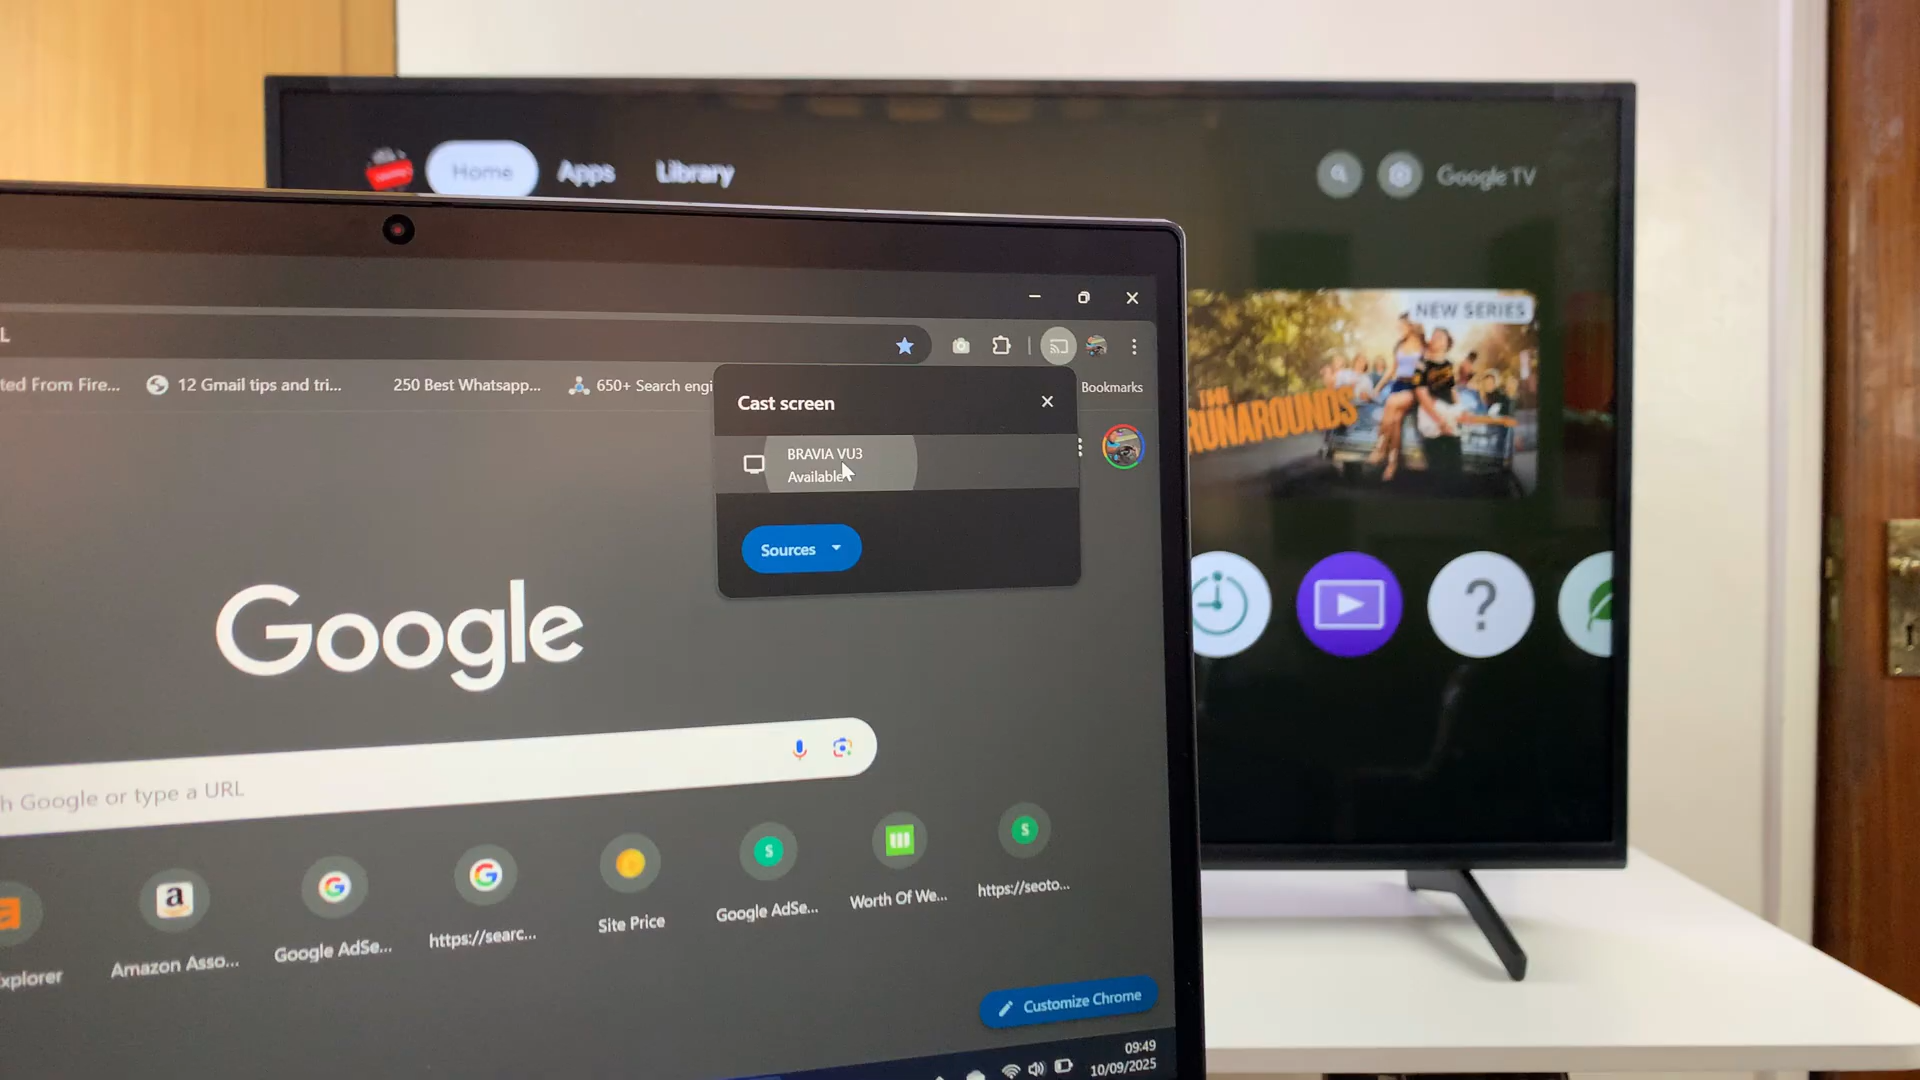 Home Apps Library
Google TV
NEW SERIES
RUNAROUNDS
L
ted From Fire...
12 Gmail tips and tri...
250 Best Whatsapp...
650+ Search engi
Bookmarks
Cast screen
BRAVIA VU3
Available
Sources
Google
h Google or type a URL
xplorer
Amazon Asso...
Google AdSe...
https://searc...
Site Price
Google AdSe...
Worth Of We...
https://seoto...
Customize Chrome
09:49
10/09/2025